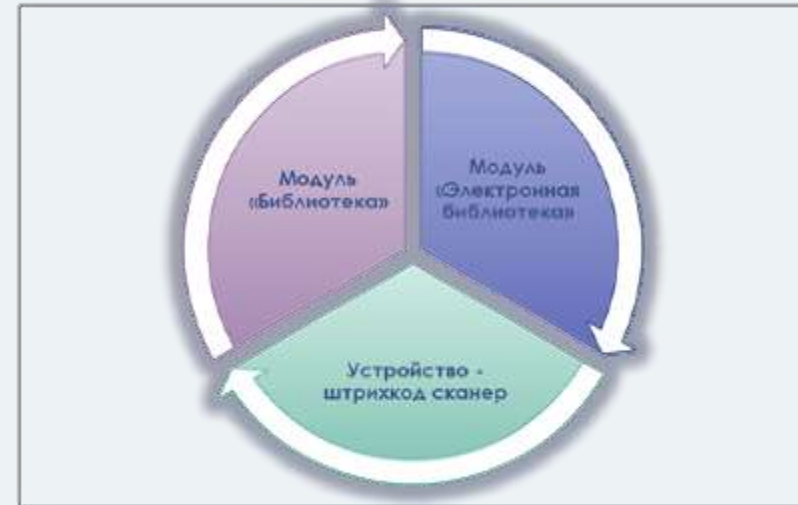 Модуль
«Библиотека»
Модуль
«Электронная
библиотека»
Устройство -
штрихкод сканер